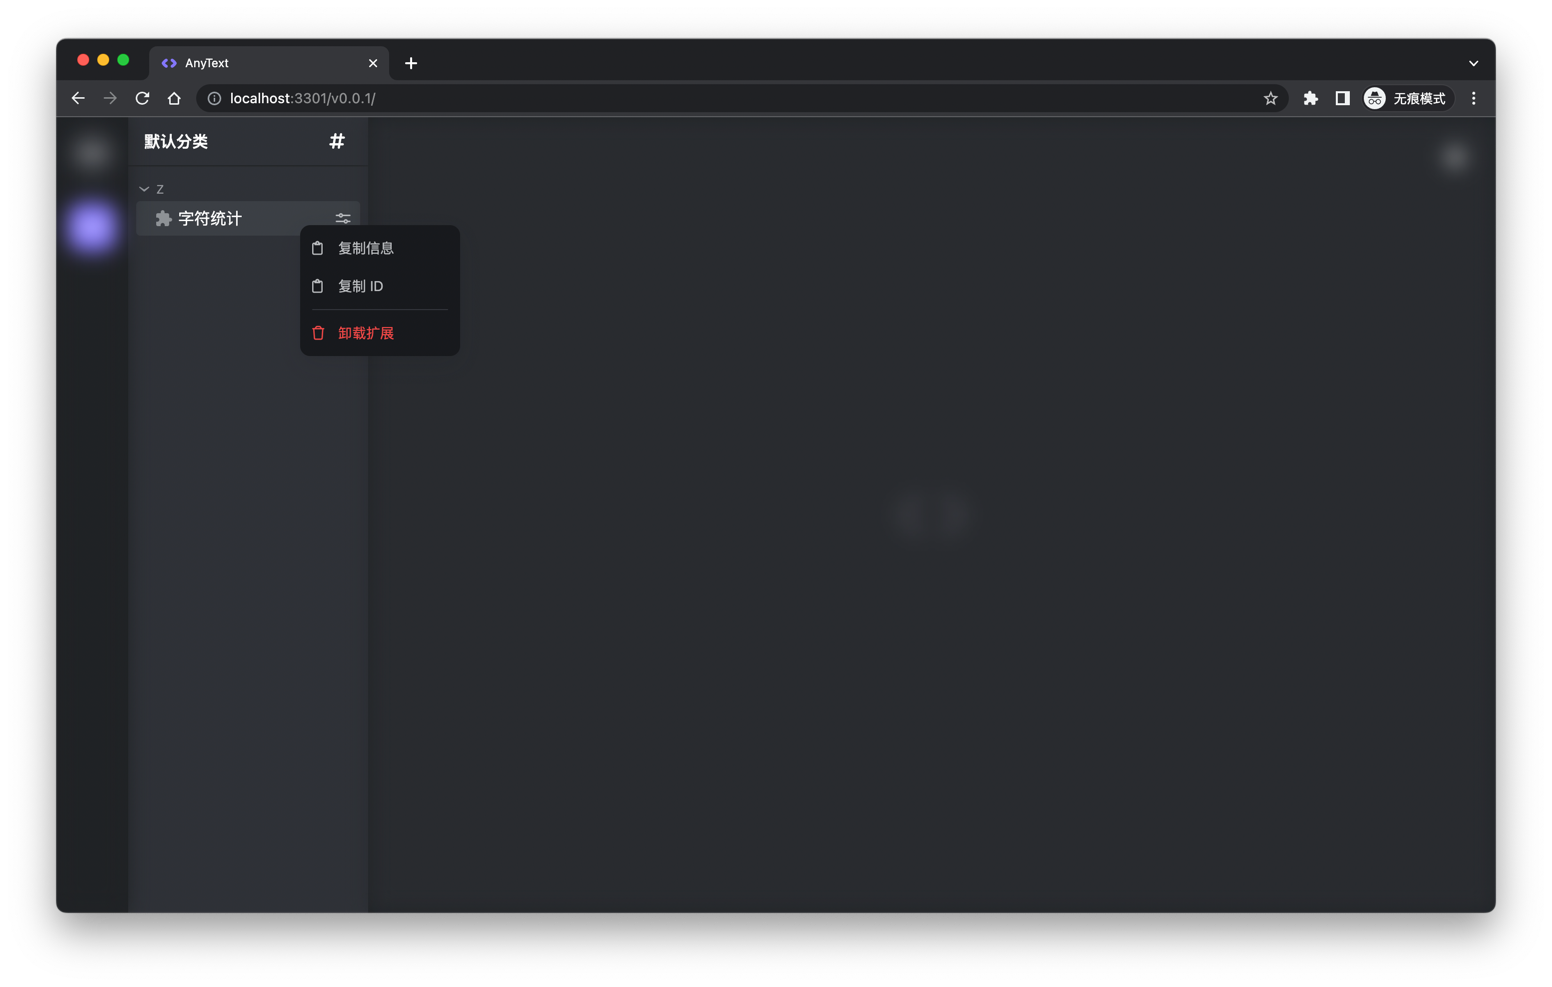 AnyText
localhost:3301/v0.0.1/
无痕模式
默认分类
#
Z
字符统计
复制信息
复制 ID
卸载扩展